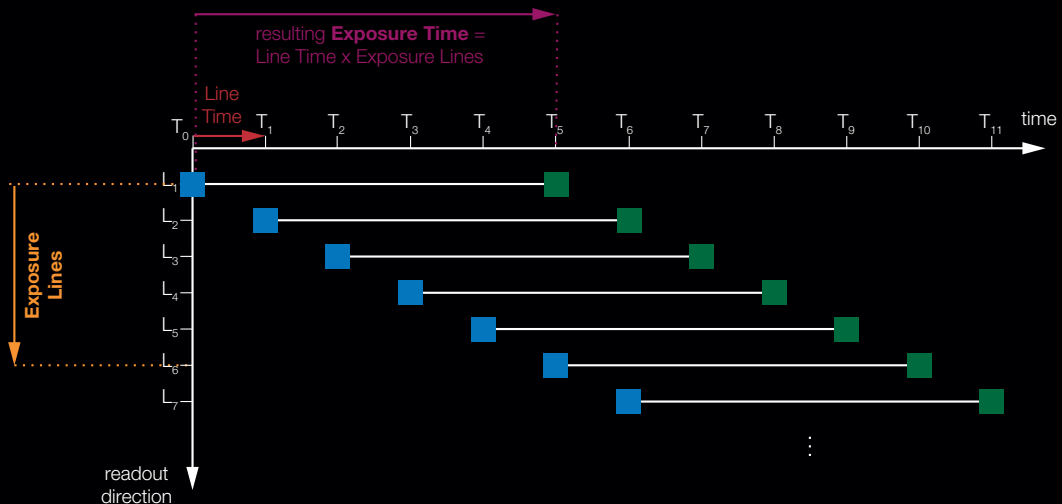 resulting Exposure Time =
Line Time x Exposure Lines
Line
Time
T₀ T₁ T₂ T₃ T₄ T₅ T₆ T₇ T₈ T₉ T₁₀ T₁₁ time
L₁
L₂
L₃
L₄
L₅
L₆
L₇
Exposure
Lines
⋮
readout
direction